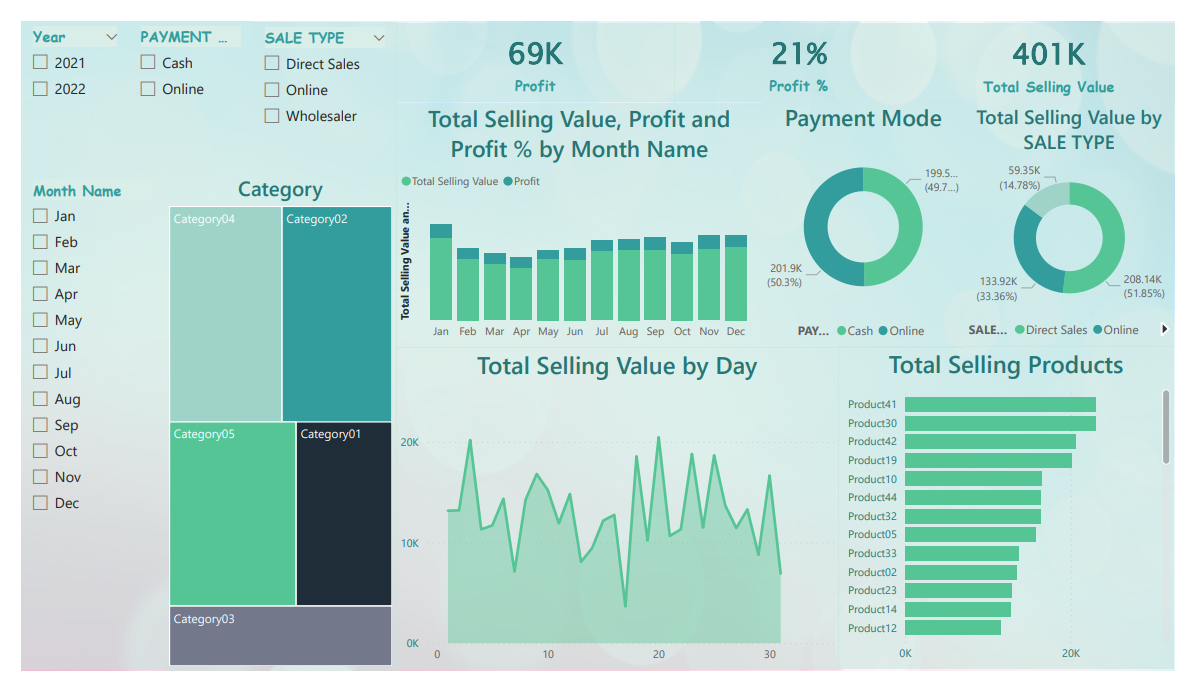 Year
2021
2022
PAYMENT ...
Cash
Online
SALE TYPE
Direct Sales
Online
Wholesaler
69K
Profit
21%
Profit %
401K
Total Selling Value
Month Name
Jan
Feb
Mar
Apr
May
Jun
Jul
Aug
Sep
Oct
Nov
Dec
Category
Category04
Category02
Category05
Category01
Category03
Total Selling Value, Profit and
Profit % by Month Name
Total Selling Value Profit
Total Selling Value an...
Jan Feb Mar Apr May Jun Jul Aug Sep Oct Nov Dec
Payment Mode
199.5...
(49.7...)
201.9K
(50.3%)
PAY... Cash Online
Total Selling Value by
SALE TYPE
59.35K
(14.78%)
133.92K
(33.36%)
208.14K
(51.85%)
SALE... Direct Sales Online
Total Selling Value by Day
20K
10K
0K
0 10 20 30
Total Selling Products
Product41
Product30
Product42
Product19
Product10
Product44
Product32
Product05
Product33
Product02
Product23
Product14
Product12
0K 20K